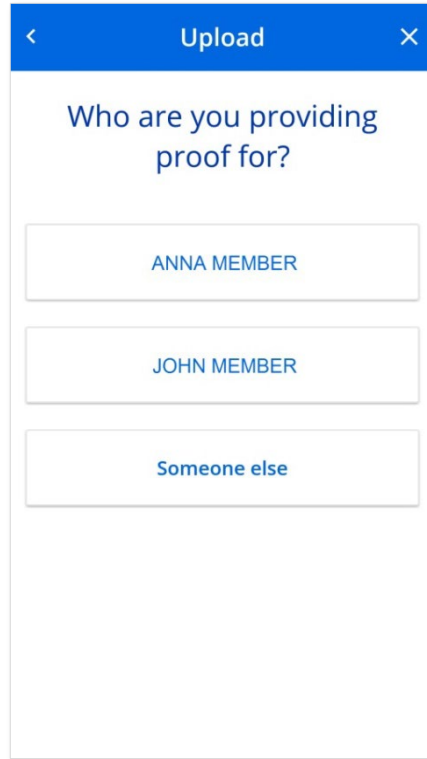 Upload
Who are you providing
proof for?
ANNA MEMBER
JOHN MEMBER
Someone else